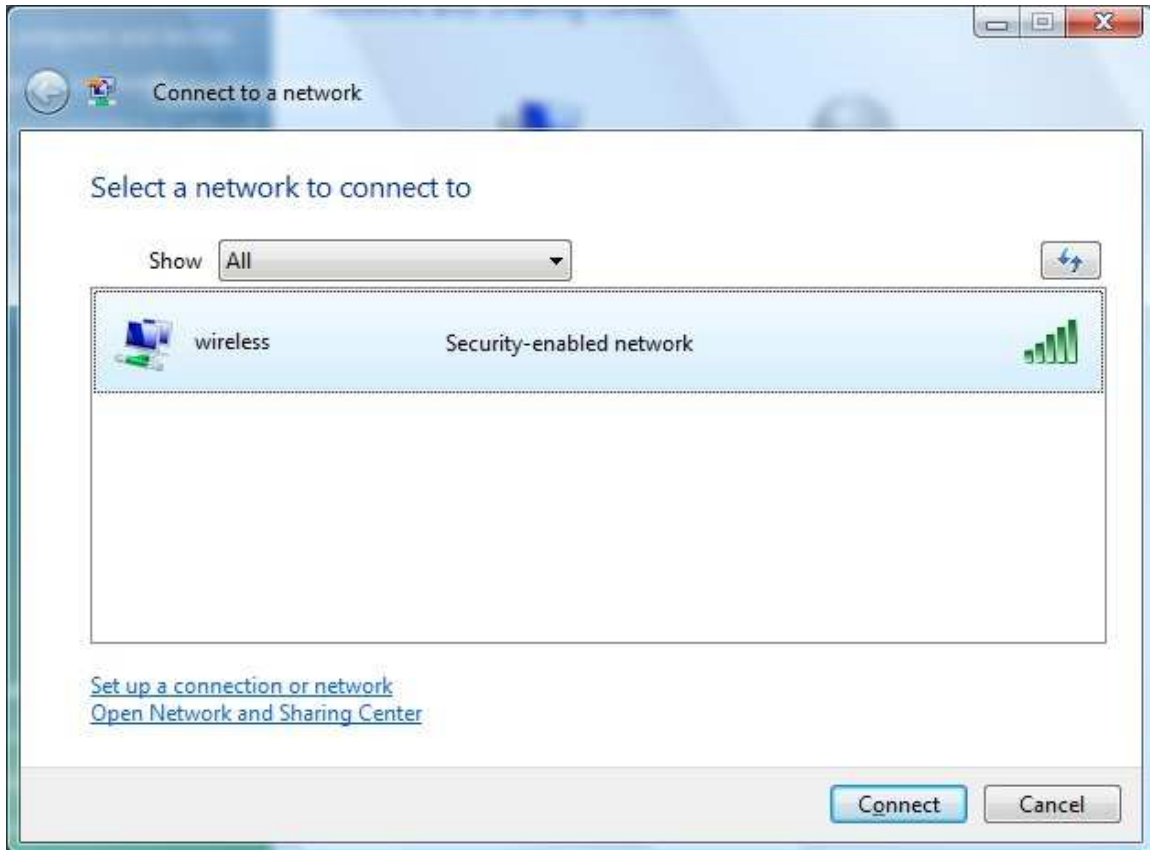 Connect to a network
Select a network to connect to
Show All
wireless Security-enabled network
Set up a connection or network
Open Network and Sharing Center
Connect Cancel